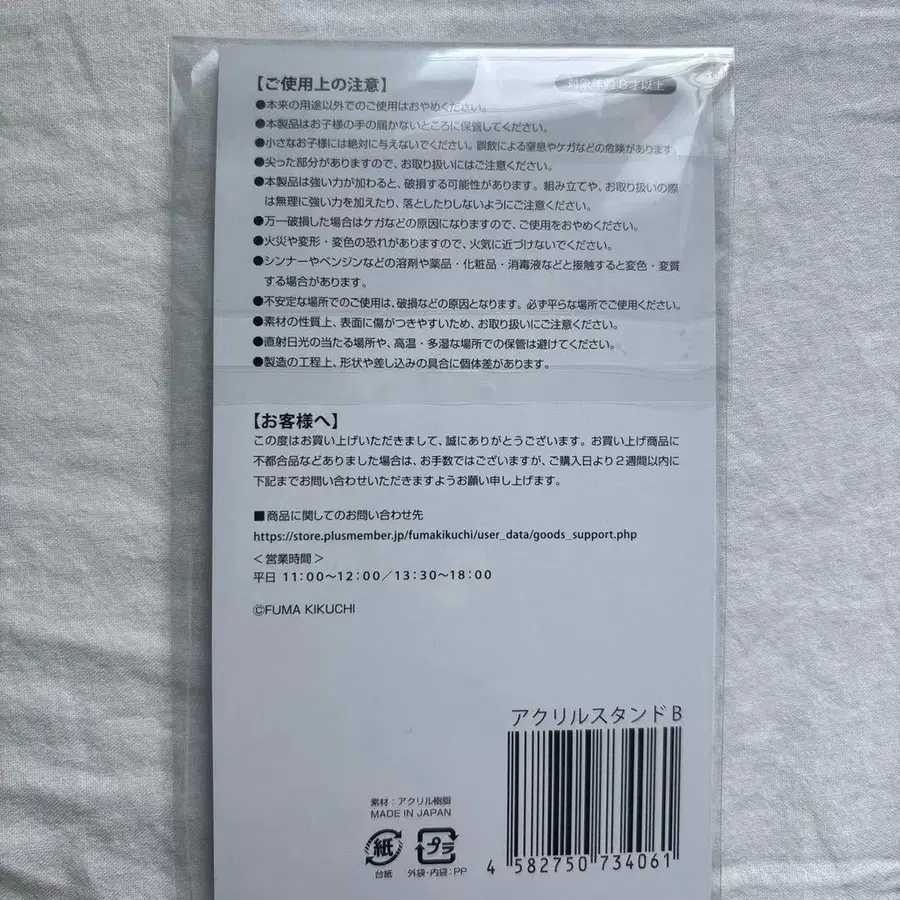 【ご使用上の注意】
対象年齢15才以上
●本来の用途以外でのご使用はおやめください。
●本製品はお子様の手の届かないところに保管してください。
●小さなお子様には絶対に与えないでください。誤飲による窒息やケガなどの危険があります。
●尖った部分がありますので、お取り扱いにはご注意ください。
●本製品は強い力が加わると、破損する可能性があります。組み立てや、お取り扱いの際
は無理に強い力を加えたり、落としたりしないようにご注意ください。
●万一破損した場合はケガなどの原因になりますので、ご使用をおやめください。
●火災や変形・変色の恐れがありますので、火気に近づけないでください。
●シンナーやベンジンなどの溶剤や薬品・化粧品・消毒液などと接触すると変色・変質
する場合があります。
●不安定な場所でのご使用は、破損などの原因となります。必ず平らな場所でご使用ください。
●素材の性質上、表面に傷がつきやすいため、お取り扱いにご注意ください。
●直射日光の当たる場所や、高温・多湿な場所での保管は避けてください。
●製造の工程上、形状や差し込みの具合に個体差があります。
【お客様へ】
この度はお買い上げいただきまして、誠にありがとうございます。お買い上げ商品に
不都合品などありました場合は、お手数ではございますが、ご購入日より2週間以内に
下記までお問い合わせいただきますようお願い申し上げます。
■商品に関してのお問い合わせ先
https://store.plusmember.jp/fumakikuchi/user_data/goods_support.php
＜営業時間＞
平日 11:00～12:00／13:30～18:00
©FUMA KIKUCHI
アクリルスタンドB
素材：アクリル樹脂
MADE IN JAPAN
紙
プラ
台紙
外袋・内袋：PP
4 582750 734061